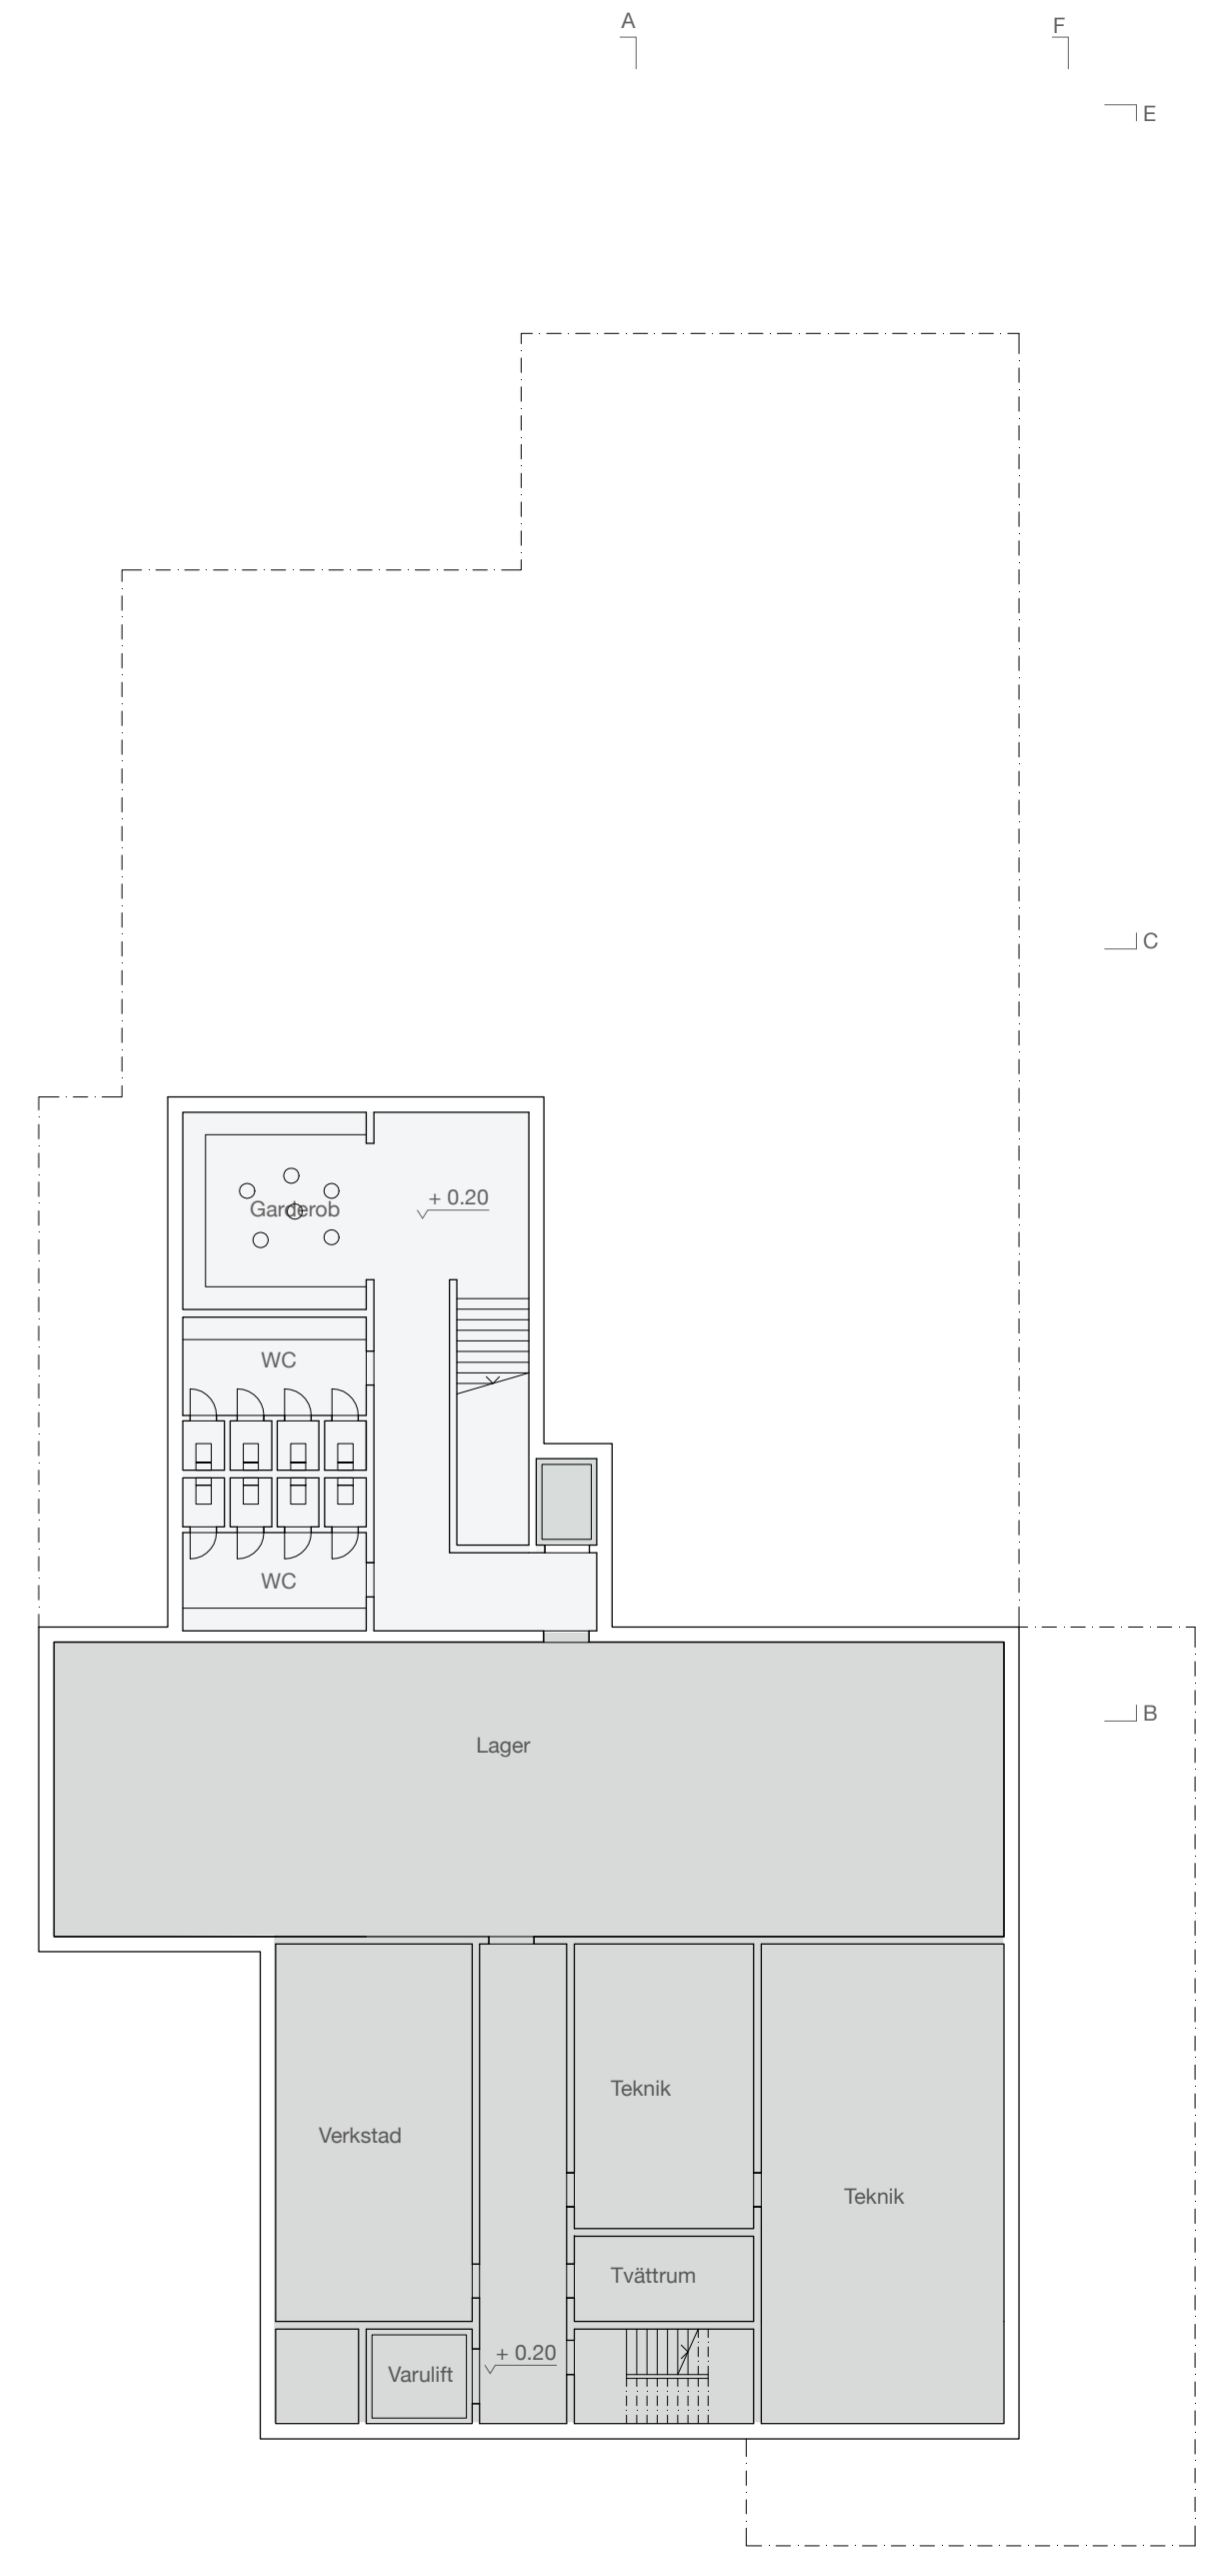 A
F
E
C
Garderob
+ 0.20
WC
WC
B
Lager
Teknik
Verkstad
Teknik
Tvättrum
+ 0.20
Varulift